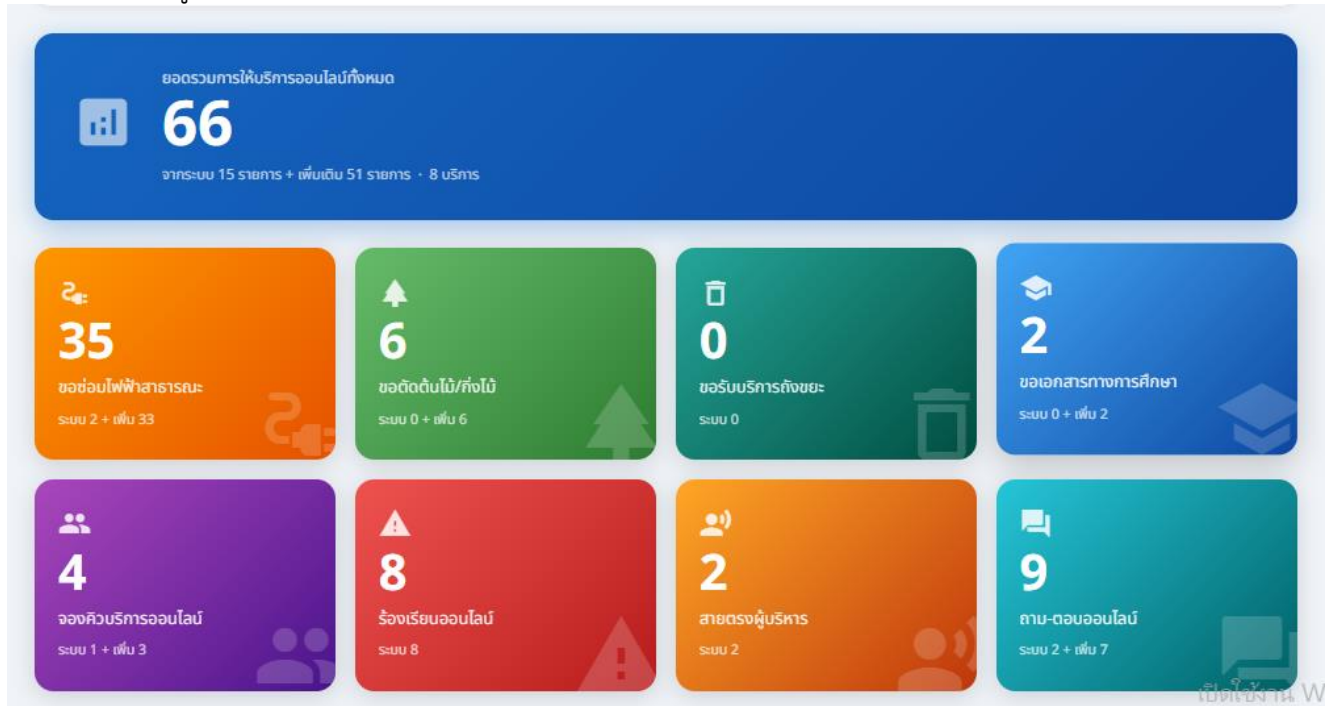 ยอดรวมการให้บริการออนไลน์ทั้งหมด
66
จากระบบ 15 รายการ + เพิ่มเติม 51 รายการ · 8 บริการ
35
ขอซ่อมไฟฟ้าสาธารณะ
ระบบ 2 + เพิ่ม 33
6
ขอตัดต้นไม้/กิ่งไม้
ระบบ 0 + เพิ่ม 6
0
ขอรับบริการถังขยะ
ระบบ 0
2
ขอเอกสารทางการศึกษา
ระบบ 0 + เพิ่ม 2
4
จองคิวบริการออนไลน์
ระบบ 1 + เพิ่ม 3
8
ร้องเรียนออนไลน์
ระบบ 8
2
สายตรงผู้บริหาร
ระบบ 2
9
ถาม-ตอบออนไลน์
ระบบ 2 + เพิ่ม 7
เปิดใช้งาน W